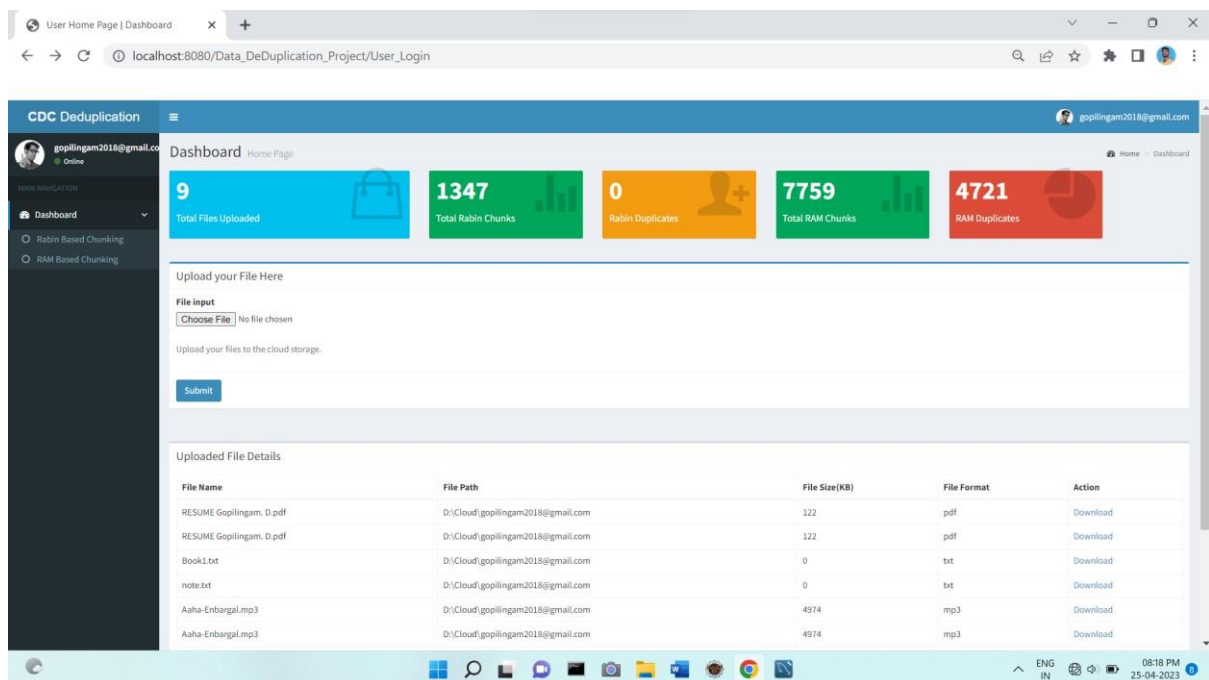 User Home Page | Dashboard
localhost:8080/Data_DeDuplication_Project/User_Login
CDC Deduplication
gopilingam2018@gmail.com
gopilingam2018@gmail.co
Online
Dashboard Home Page
Home > Dashboard
MAIN NAVIGATION
Dashboard
Rabin Based Chunking
RAM Based Chunking
9
Total Files Uploaded
1347
Total Rabin Chunks
0
Rabin Duplicates
7759
Total RAM Chunks
4721
RAM Duplicates
Upload your File Here
File input
Choose File No file chosen
Upload your files to the cloud storage.
Submit
Uploaded File Details
File Name File Path File Size(KB) File Format Action
RESUME Gopilingam. D.pdf D:\Cloud\gopilingam2018@gmail.com 122 pdf Download
RESUME Gopilingam. D.pdf D:\Cloud\gopilingam2018@gmail.com 122 pdf Download
Book1.txt D:\Cloud\gopilingam2018@gmail.com 0 txt Download
note.txt D:\Cloud\gopilingam2018@gmail.com 0 txt Download
Aaha-Enbargal.mp3 D:\Cloud\gopilingam2018@gmail.com 4974 mp3 Download
Aaha-Enbargal.mp3 D:\Cloud\gopilingam2018@gmail.com 4974 mp3 Download
ENG
IN
08:18 PM
25-04-2023
8